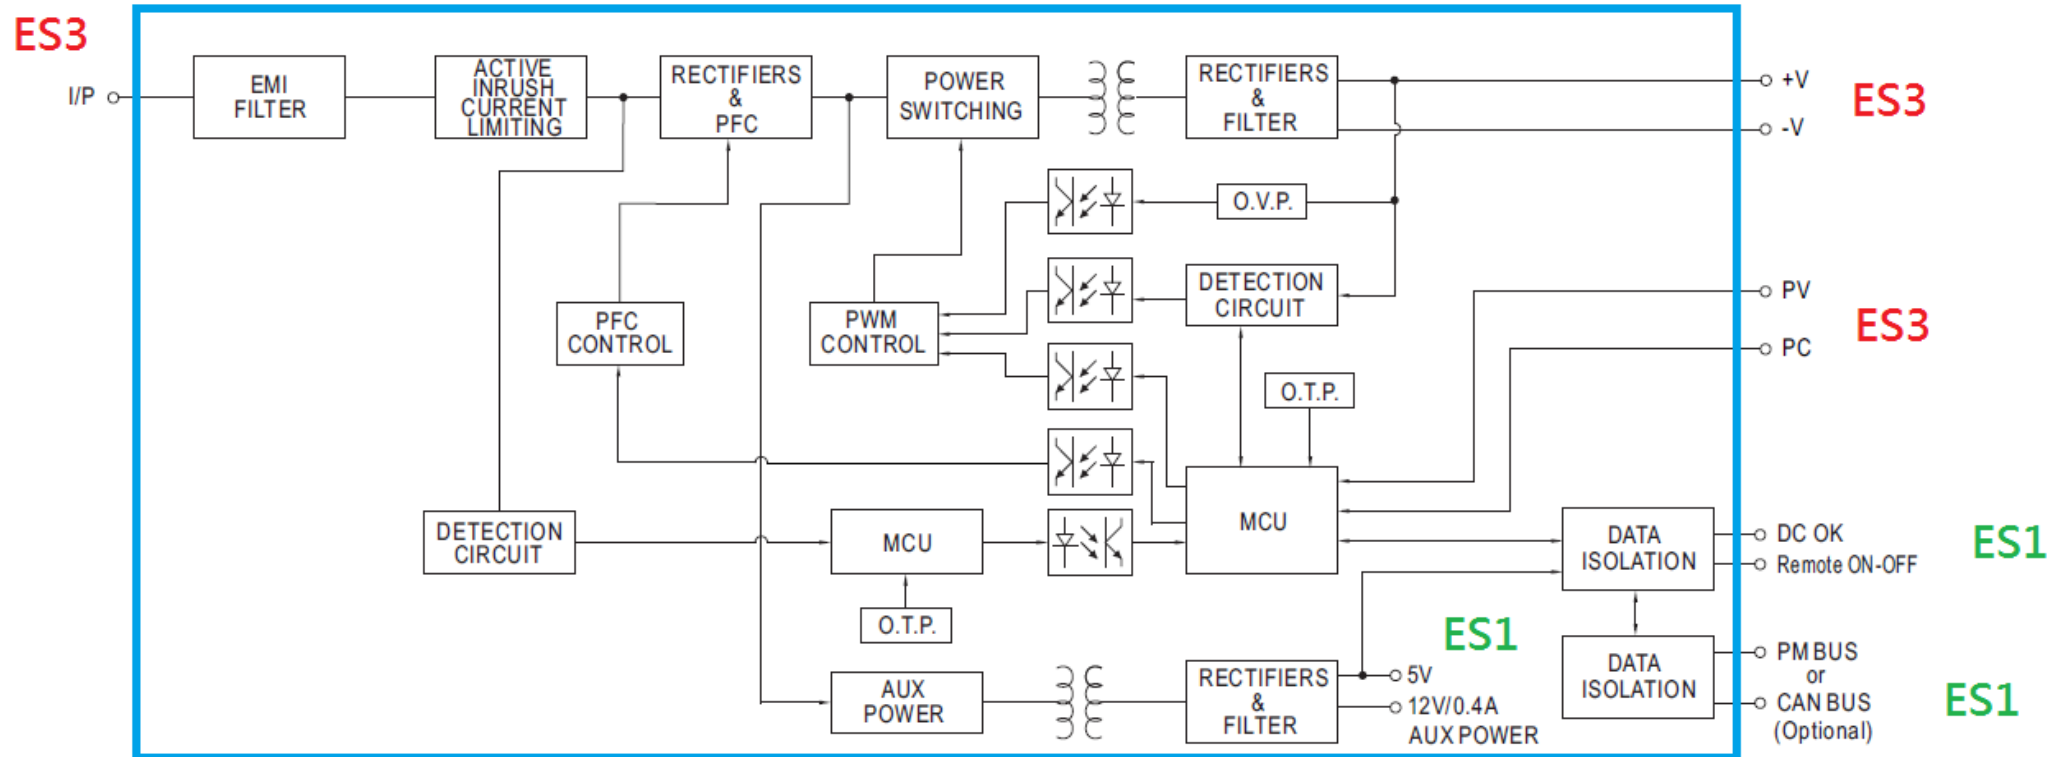 ES3
I/P
EMI
FILTER
ACTIVE
INRUSH
CURRENT
LIMITING
RECTIFIERS
&
PFC
POWER
SWITCHING
RECTIFIERS
&
FILTER
+V
-V
ES3
O.V.P.
DETECTION
CIRCUIT
PV
PC
ES3
PFC
CONTROL
PWM
CONTROL
O.T.P.
DETECTION
CIRCUIT
MCU
MCU
DATA
ISOLATION
DC OK
Remote ON-OFF
ES1
O.T.P.
ES1
AUX
POWER
RECTIFIERS
&
FILTER
5V
12V/0.4A
AUX POWER
DATA
ISOLATION
PM BUS
or
CAN BUS
(Optional)
ES1